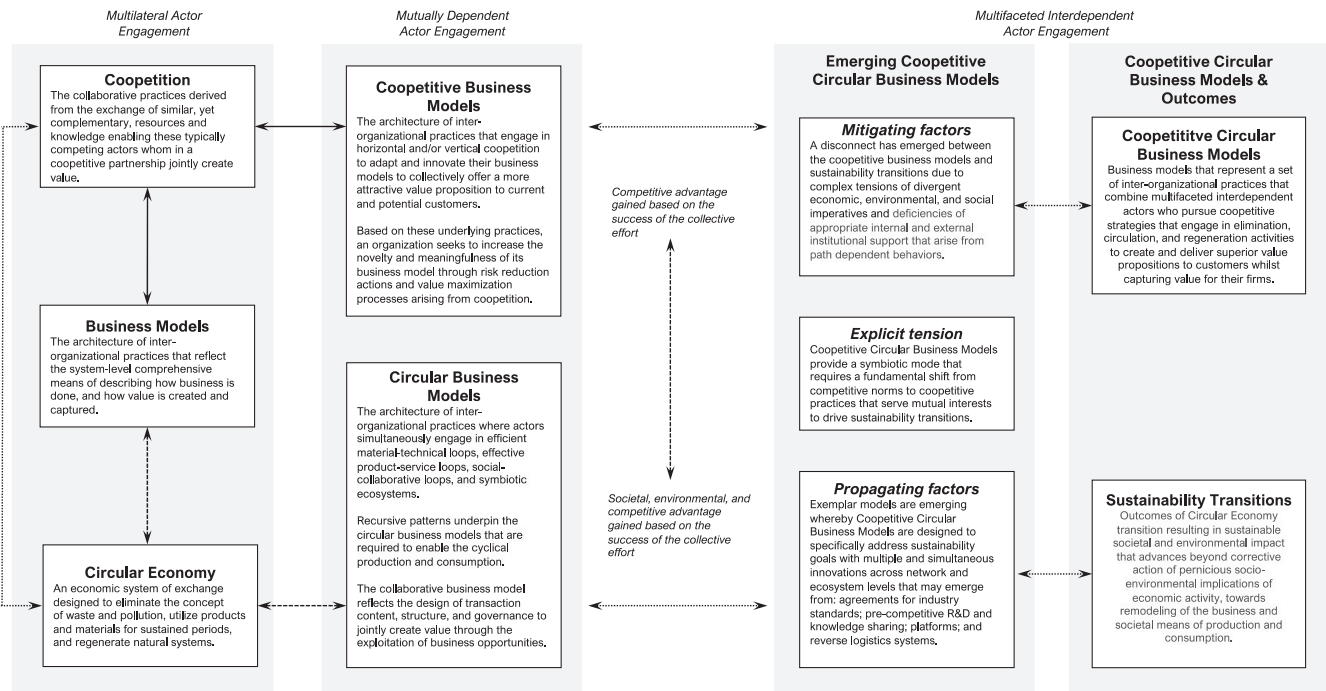 Multilateral Actor
Engagement
Mutually Dependent
Actor Engagement
Multifaceted Interdependent
Actor Engagement
Coopetition
The collaborative practices derived
from the exchange of similar, yet
complementary, resources and
knowledge enabling these typically
competing actors whom in a
coopetitive partnership jointly create
value.
Business Models
The architecture of inter-
organizational practices that reflect
the system-level comprehensive
means of describing how business is
done, and how value is created and
captured.
Circular Economy
An economic system of exchange
designed to eliminate the concept
of waste and pollution, utilize products
and materials for sustained periods,
and regenerate natural systems.
Coopetitive Business
Models
The architecture of inter-
organizational practices that engage in
horizontal and/or vertical coopetition
to adapt and innovate their business
models to collectively offer a more
attractive value proposition to current
and potential customers.
Based on these underlying practices,
an organization seeks to increase the
novelty and meaningfulness of its
business model through risk reduction
actions and value maximization
processes arising from coopetition.
Circular Business
Models
The architecture of inter-
organizational practices where actors
simultaneously engage in efficient
material-technical loops, effective
product-service loops, social-
collaborative loops, and symbiotic
ecosystems.
Recursive patterns underpin the
circular business models that are
required to enable the cyclical
production and consumption.
The collaborative business model
reflects the design of transaction
content, structure, and governance to
jointly create value through the
exploitation of business opportunities.
Competitive advantage
gained based on the
success of the collective
effort
Societal, environmental, and
competitive advantage
gained based on the
success of the collective
effort
Emerging Coopetitive
Circular Business Models
Mitigating factors
A disconnect has emerged between
the coopetitive business models and
sustainability transitions due to
complex tensions of divergent
economic, environmental, and social
imperatives and deficiencies of
appropriate internal and external
institutional support that arise from
path dependent behaviors.
Explicit tension
Coopetitive Circular Business Models
provide a symbiotic mode that
requires a fundamental shift from
competitive norms to coopetitive
practices that serve mutual interests
to drive sustainability transitions.
Propagating factors
Exemplar models are emerging
whereby Coopetitive Circular
Business Models are designed to
specifically address sustainability
goals with multiple and simultaneous
innovations across network and
ecosystem levels that may emerge
from: agreements for industry
standards; pre-competitive R&D and
knowledge sharing; platforms; and
reverse logistics systems.
Coopetitive Circular
Business Models &
Outcomes
Coopetititve Circular
Business Models
Business models that represent a set
of inter-organizational practices that
combine multifaceted interdependent
actors who pursue coopetitive
strategies that engage in elimination,
circulation, and regeneration activities
to create and deliver superior value
propositions to customers whilst
capturing value for their firms.
Sustainability Transitions
Outcomes of Circular Economy
transition resulting in sustainable
societal and environmental impact
that advances beyond corrective
action of pernicious socio-
environmental implications of
economic activity, towards
remodeling of the business and
societal means of production and
consumption.